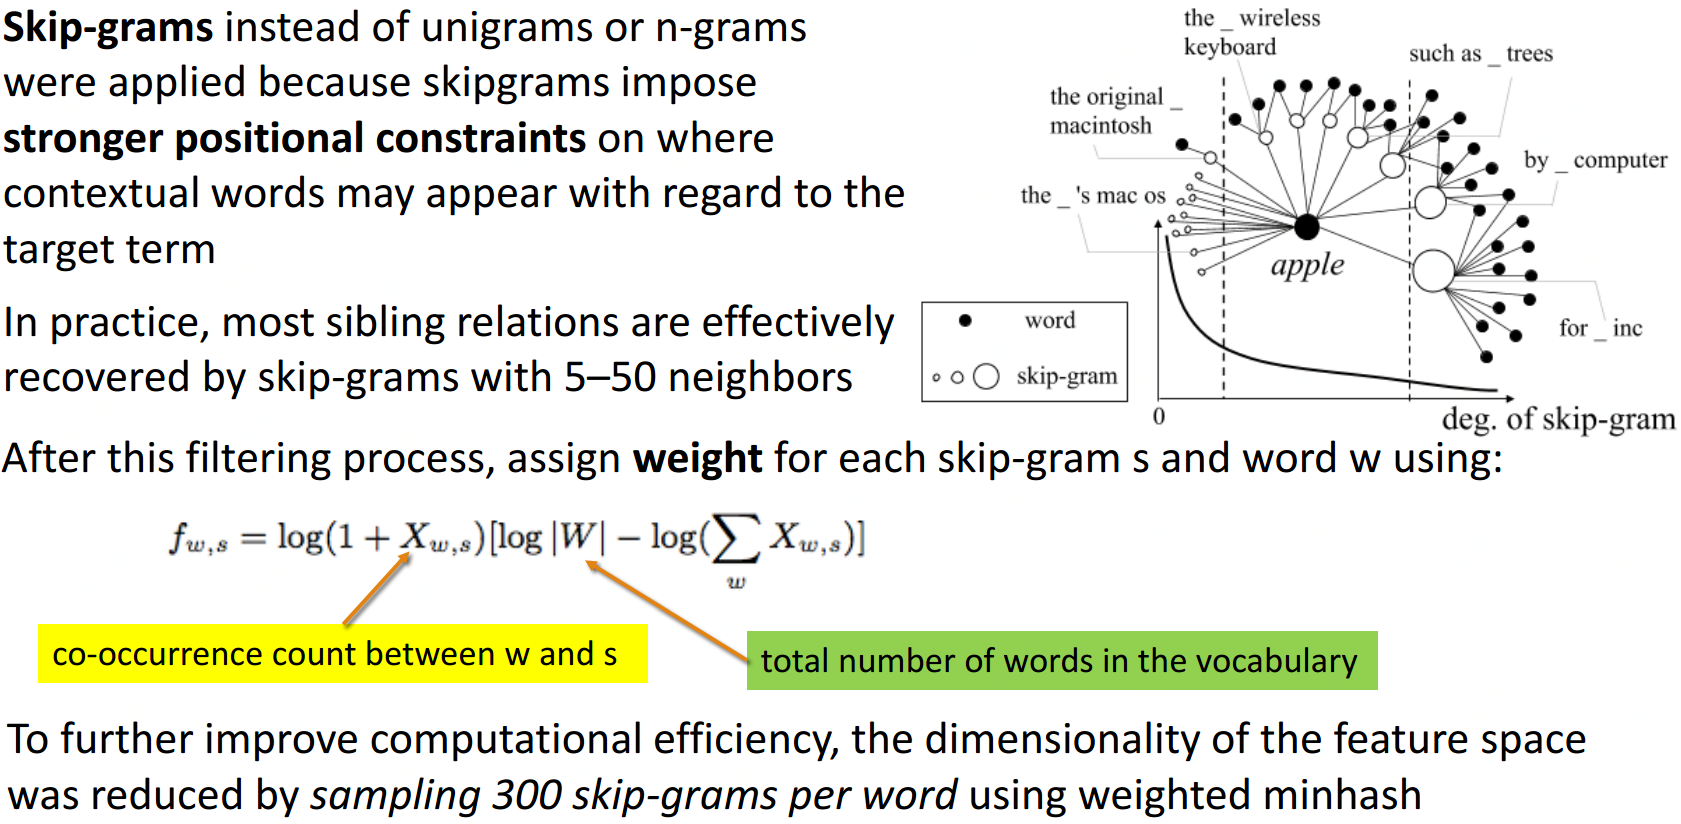 Skip-grams instead of unigrams or n-grams
were applied because skipgrams impose
stronger positional constraints on where
contextual words may appear with regard to the
target term
In practice, most sibling relations are effectively
recovered by skip-grams with 5–50 neighbors
the _ wireless
keyboard
such as _ trees
the original _
macintosh
by _ computer
the _ 's mac os
apple
for _ inc
word
skip-gram
0
deg. of skip-gram
After this filtering process, assign weight for each skip-gram s and word w using:
f_{w,s} = log(1 + X_{w,s})[log |W| − log(∑_w X_{w,s})]
co-occurrence count between w and s
total number of words in the vocabulary
To further improve computational efficiency, the dimensionality of the feature space
was reduced by sampling 300 skip-grams per word using weighted minhash